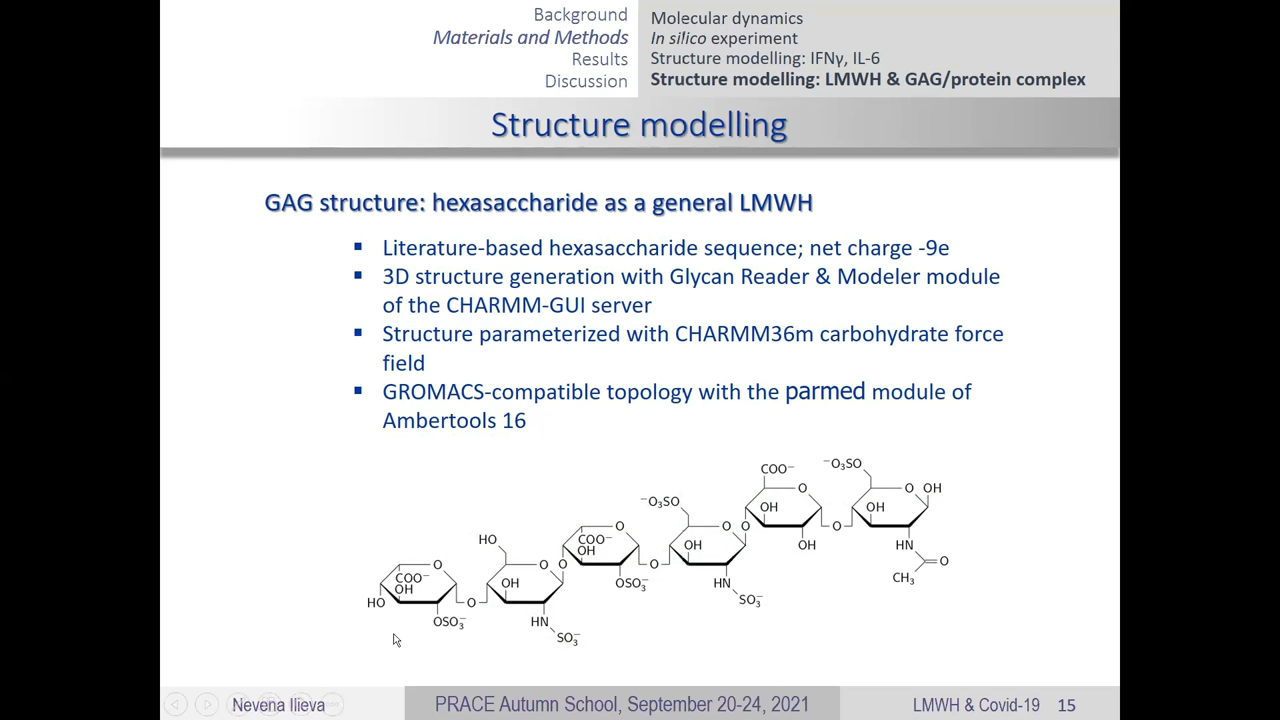 Background
Materials and Methods
Results
Discussion
Molecular dynamics
In silico experiment
Structure modelling: IFNγ, IL-6
Structure modelling: LMWH & GAG/protein complex
Structure modelling
GAG structure: hexasaccharide as a general LMWH
▪ Literature-based hexasaccharide sequence; net charge -9e
▪ 3D structure generation with Glycan Reader & Modeler module
of the CHARMM-GUI server
▪ Structure parameterized with CHARMM36m carbohydrate force
field
▪ GROMACS-compatible topology with the parmed module of
Ambertools 16
COO⁻ ⁻O₃SO
O O OH
⁻O₃SO OH OH
O O O O
HO COO⁻ OH OH HN O
OH
O O O
COO⁻ OH OSO₃⁻ HN CH₃
OH
HO O SO₃⁻
OSO₃⁻ HN
SO₃⁻
Nevena Ilieva
PRACE Autumn School, September 20-24, 2021
LMWH & Covid-19 15